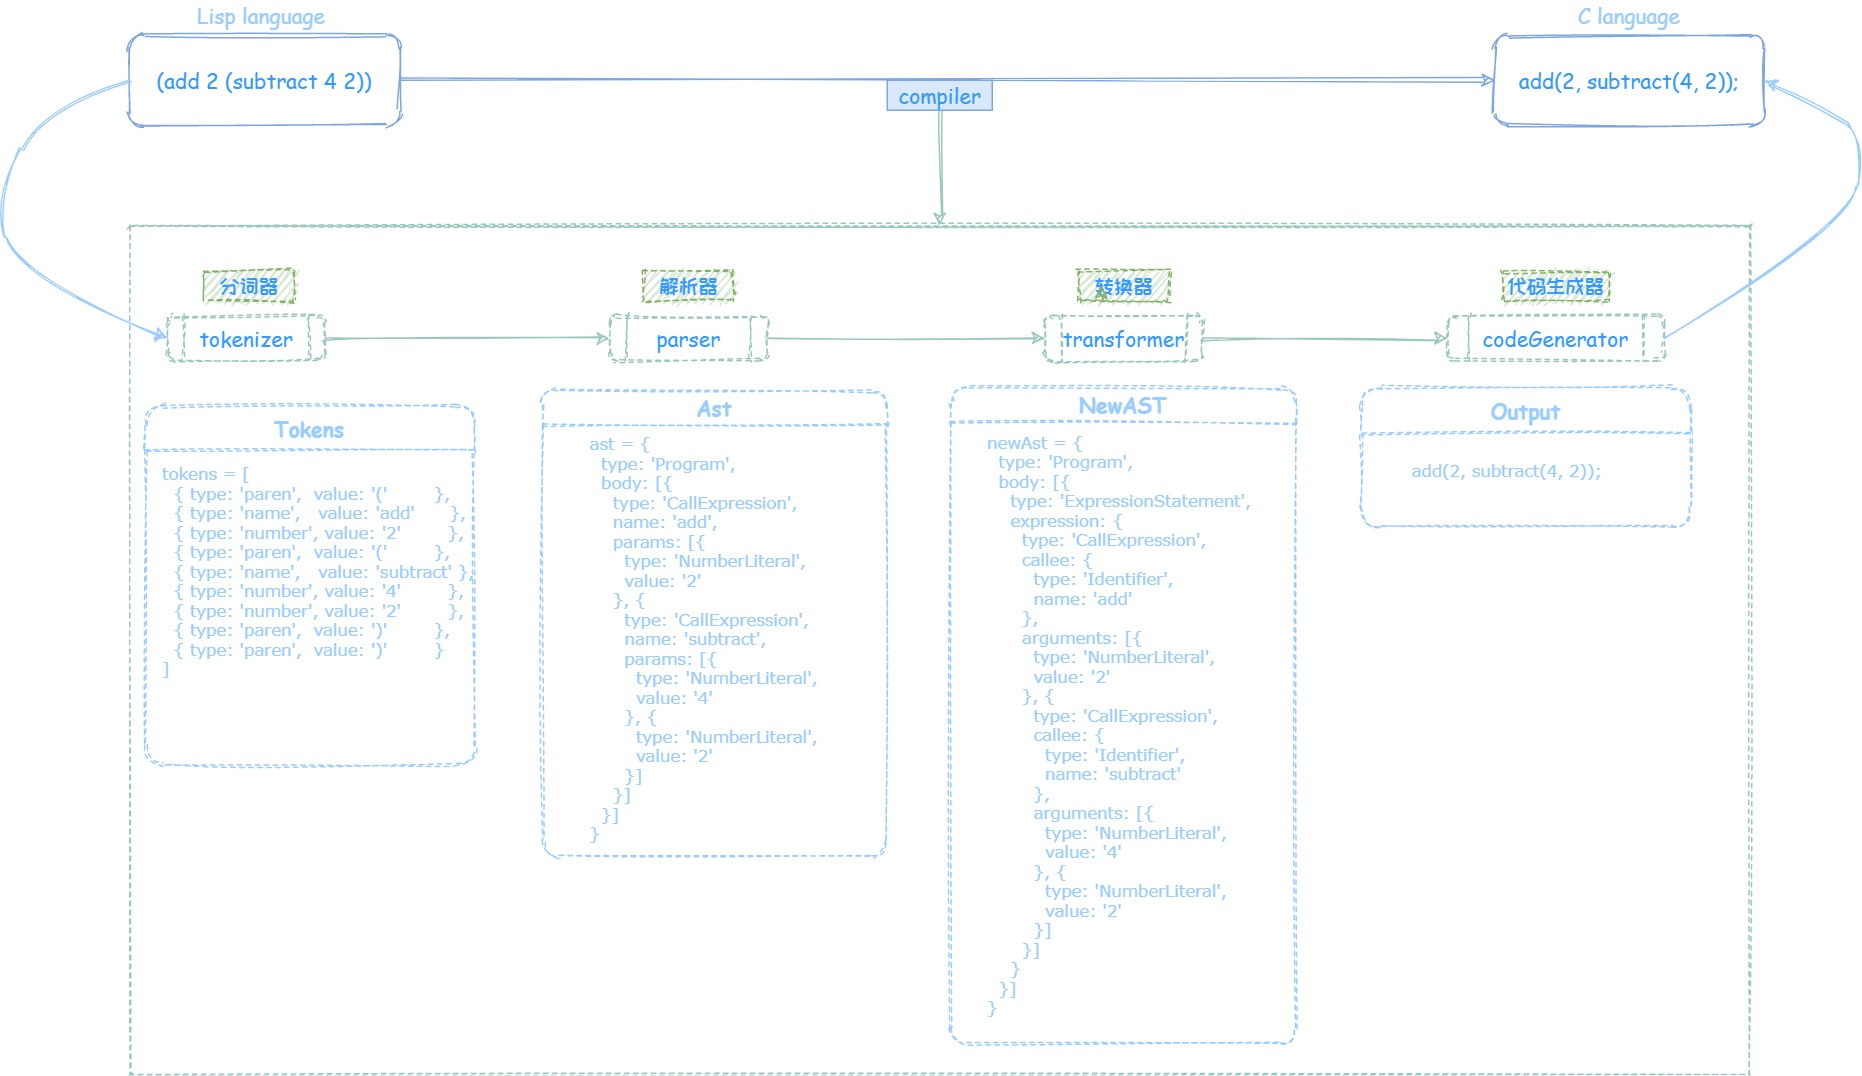 Lisp language
C language
(add 2 (subtract 4 2))
add(2, subtract(4, 2));
compiler
分词器
解析器
转换器
代码生成器
tokenizer
parser
transformer
codeGenerator
Tokens
tokens = [
{ type: 'paren', value: '(' },
{ type: 'name', value: 'add' },
{ type: 'number', value: '2' },
{ type: 'paren', value: '(' },
{ type: 'name', value: 'subtract' },
{ type: 'number', value: '4' },
{ type: 'number', value: '2' },
{ type: 'paren', value: ')' },
{ type: 'paren', value: ')' }
]
Ast
ast = {
type: 'Program',
body: [{
type: 'CallExpression',
name: 'add',
params: [{
type: 'NumberLiteral',
value: '2'
}, {
type: 'CallExpression',
name: 'subtract',
params: [{
type: 'NumberLiteral',
value: '4'
}, {
type: 'NumberLiteral',
value: '2'
}]
}]
}]
}
NewAST
newAst = {
type: 'Program',
body: [{
type: 'ExpressionStatement',
expression: {
type: 'CallExpression',
callee: {
type: 'Identifier',
name: 'add'
},
arguments: [{
type: 'NumberLiteral',
value: '2'
}, {
type: 'CallExpression',
callee: {
type: 'Identifier',
name: 'subtract'
},
arguments: [{
type: 'NumberLiteral',
value: '4'
}, {
type: 'NumberLiteral',
value: '2'
}]
}]
}
}]
}
Output
add(2, subtract(4, 2));